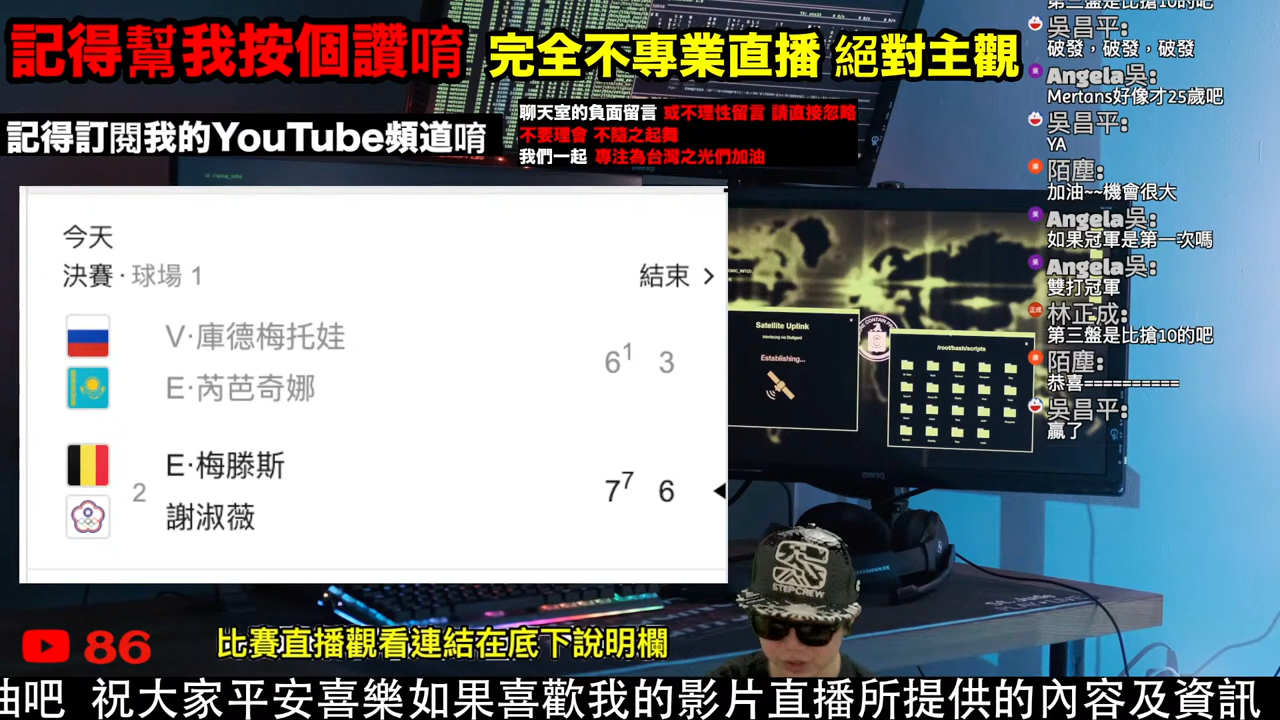 記得幫我按個讚唷
完全不專業直播 絕對主觀
記得訂閱我的YouTube頻道唷
聊天室的負面留言 或不理性留言 請直接忽略
不要理會 不隨之起舞
我們一起 專注為台灣之光們加油
今天
決賽 · 球場 1
結束
V·庫德梅托娃
E·芮芭奇娜
6¹ 3
2
E·梅滕斯
謝淑薇
7⁷ 6
第三盤是比搶10的吧
吳昌平:
破發，破發，破發
Angela吳:
Mertans好像才25歲吧
吳昌平:
YA
陌塵:
加油~~機會很大
Angela吳:
如果冠軍是第一次嗎
Angela吳:
雙打冠軍
林正成:
第三盤是比搶10的吧
陌塵:
恭喜==========
吳昌平:
贏了
Satellite Uplink
Establishing...
/root/bash/scripts
BENQ
STEPCREW
86
比賽直播觀看連結在底下說明欄
油吧 祝大家平安喜樂如果喜歡我的影片直播所提供的內容及資訊